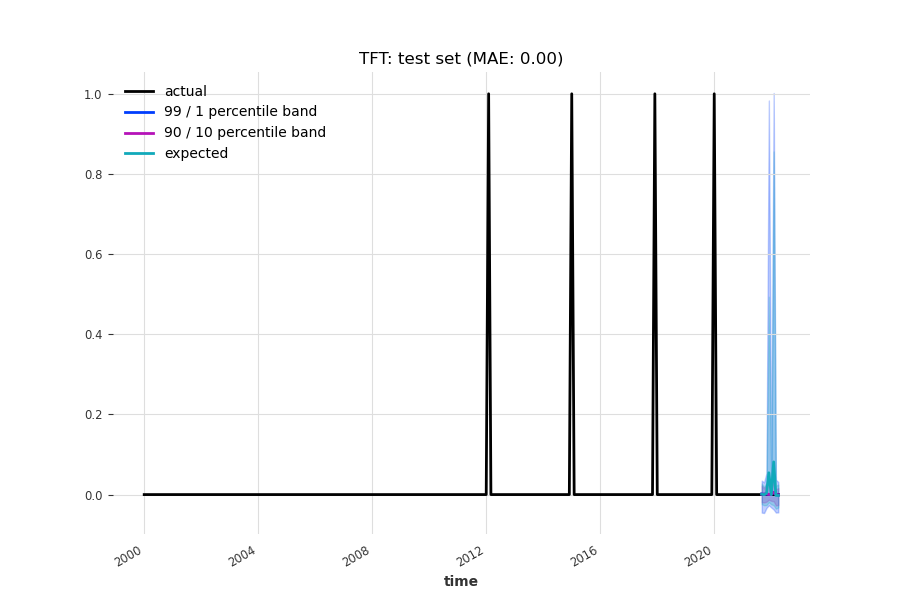 TFT: test set (MAE: 0.00)
actual
99 / 1 percentile band
90 / 10 percentile band
expected
1.0
0.8
0.6
0.4
0.2
0.0
2000
2004
2008
2012
2016
2020
time